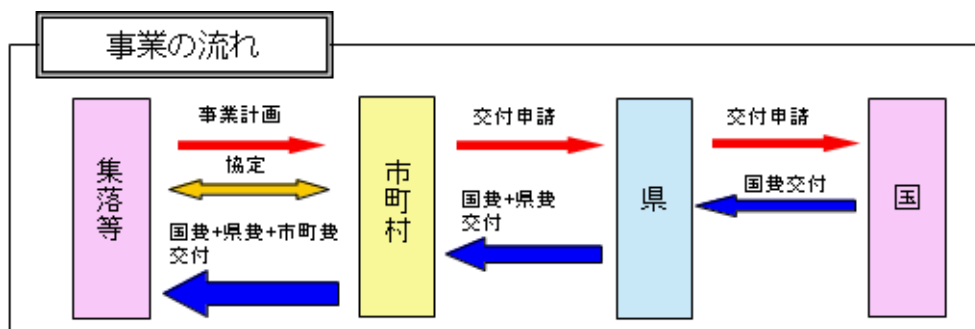 事業の流れ
集落等
事業計画
協定
国費+県費+市町費
交付
市町村
交付申請
国費+県費
交付
県
交付申請
国費交付
国